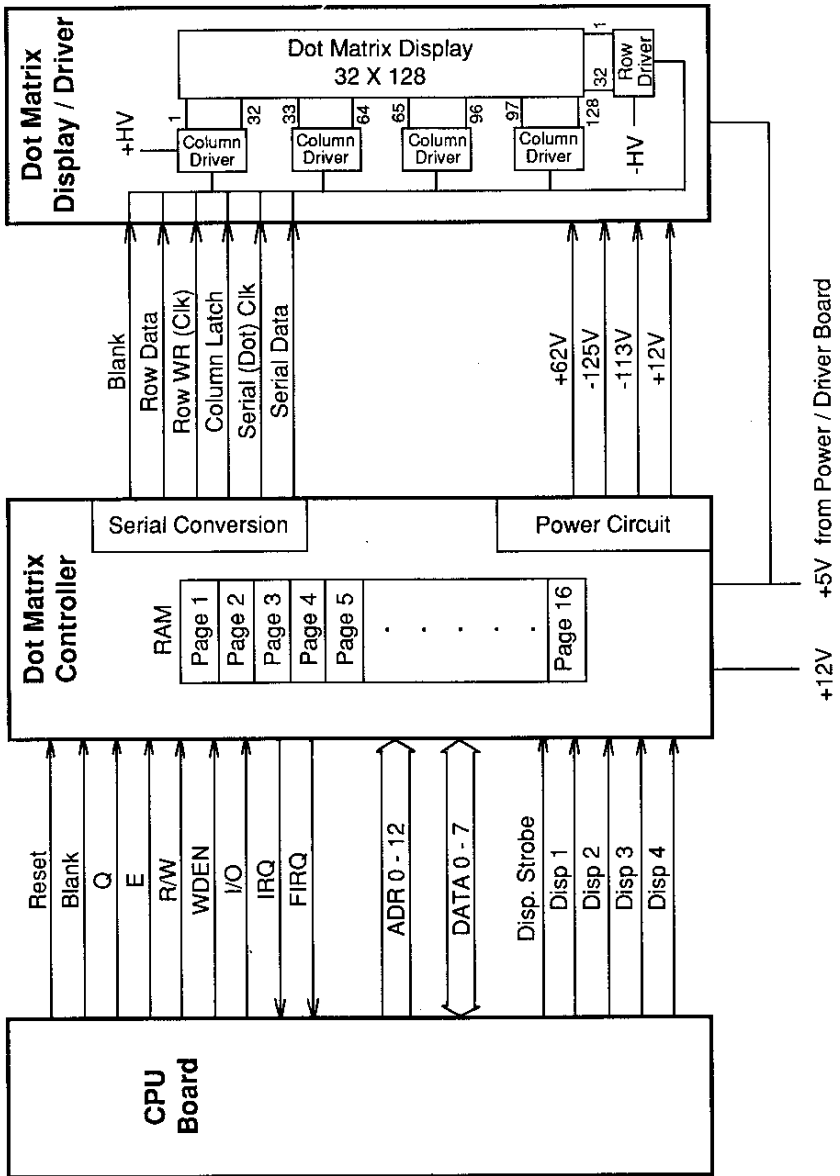 CPU
Board
Reset
Blank
Q
E
R/W
WDEN
I/O
IRQ
FIRQ
ADR 0 - 12
DATA 0 - 7
Disp. Strobe
Disp 1
Disp 2
Disp 3
Disp 4
Dot Matrix
Controller
RAM
Page 1
Page 2
Page 3
Page 4
Page 5
. . . . .
Page 16
Serial Conversion
Power Circuit
+12V
+5V from Power / Driver Board
Blank
Row Data
Row WR (Clk)
Column Latch
Serial (Dot) Clk
Serial Data
+62V
-125V
-113V
+12V
Dot Matrix
Display / Driver
+HV
Column
Driver
Column
Driver
Column
Driver
Column
Driver
-HV
1
32
33
64
65
96
97
128
Dot Matrix Display
32 X 128
32
1
Row
Driver